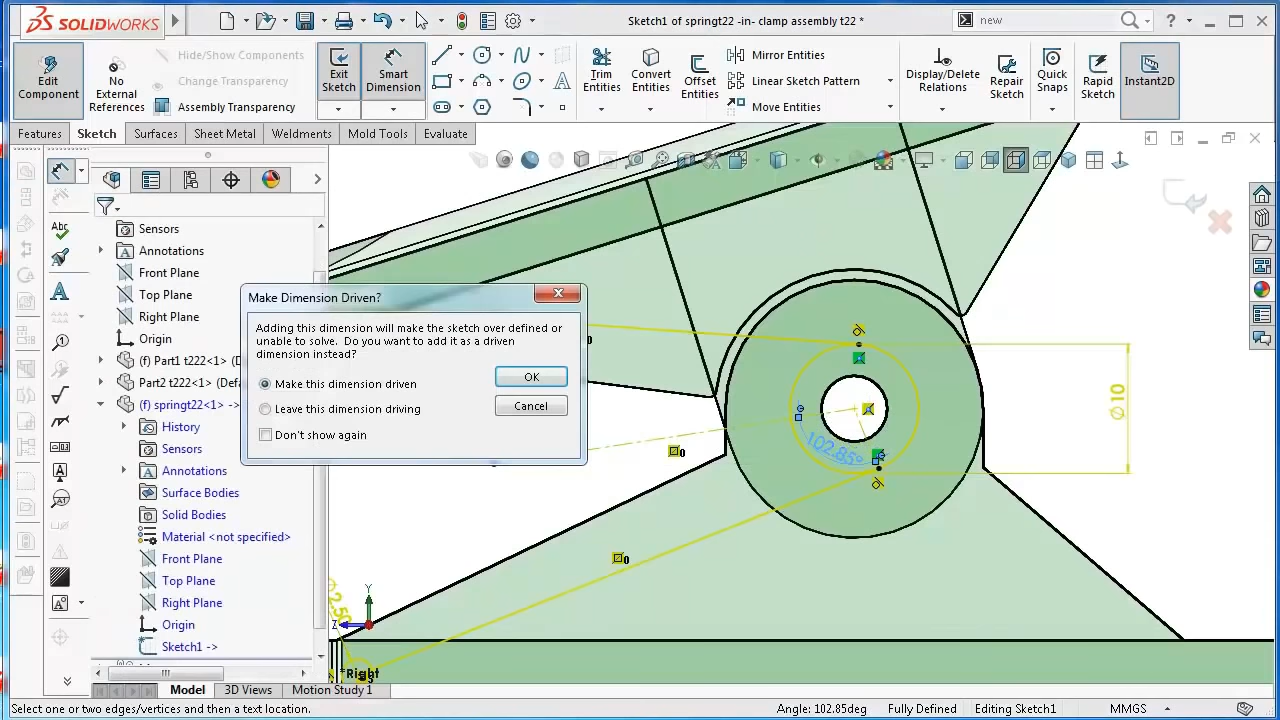 SOLIDWORKS
Sketch1 of springt22 -in- clamp assembly t22 *
new
?
Edit
Component
No
External
References
Hide/Show Components
Change Transparency
Assembly Transparency
Exit
Sketch
Smart
Dimension
Trim
Entities
Convert
Entities
Offset
Entities
Mirror Entities
Linear Sketch Pattern
Move Entities
Display/Delete
Relations
Repair
Sketch
Quick
Snaps
Rapid
Sketch
Instant2D
Features
Sketch
Surfaces
Sheet Metal
Weldments
Mold Tools
Evaluate
Abc
Sensors
Annotations
Front Plane
Top Plane
Right Plane
Origin
(f) Part1 t222<1> (D
Part2 t222<1> (Defa
(f) springt22<1> ->
History
Sensors
Annotations
Surface Bodies
Solid Bodies
Material <not specified>
Front Plane
Top Plane
Right Plane
Origin
Sketch1 ->
Make Dimension Driven?
Adding this dimension will make the sketch over defined or
unable to solve. Do you want to add it as a driven
dimension instead?
Make this dimension driven
Leave this dimension driving
Don't show again
OK
Cancel
102.85°
Ø10
Ø2.50
0
0
Y
Z
*Right
Model
3D Views
Motion Study 1
Select one or two edges/vertices and then a text location.
Angle: 102.85deg
Fully Defined
Editing Sketch1
MMGS